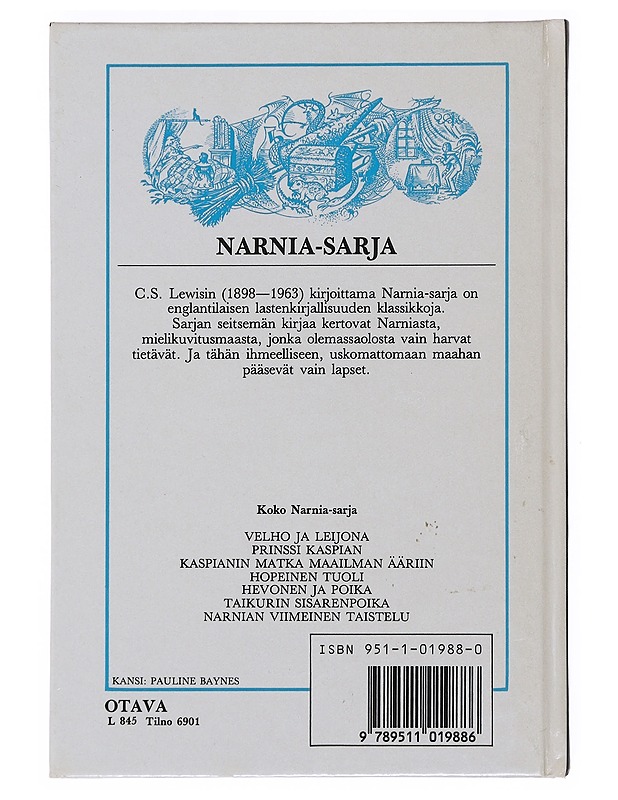 NARNIA-SARJA
C.S. Lewisin (1898—1963) kirjoittama Narnia-sarja on
englantilaisen lastenkirjallisuuden klassikkoja.
Sarjan seitsemän kirjaa kertovat Narniasta,
mielikuvitusmaasta, jonka olemassaolosta vain harvat
tietävät. Ja tähän ihmeelliseen, uskomattomaan maahan
pääsevät vain lapset.
Koko Narnia-sarja
VELHO JA LEIJONA
PRINSSI KASPIAN
KASPIANIN MATKA MAAILMAN ÄÄRIIN
HOPEINEN TUOLI
HEVONEN JA POIKA
TAIKURIN SISARENPOIKA
NARNIAN VIIMEINEN TAISTELU
ISBN 951-1-01988-0
KANSI: PAULINE BAYNES
OTAVA
L 845 Tilno 6901
9 789511 019886